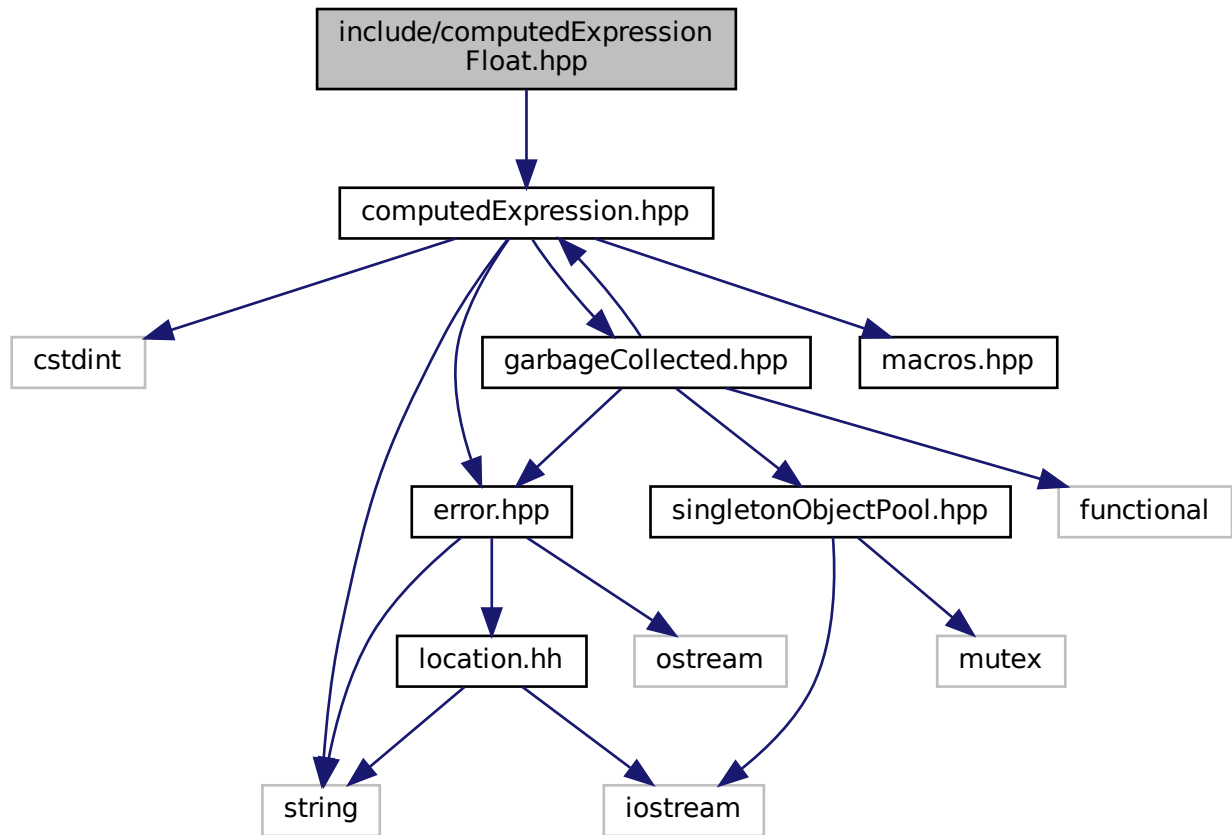 include/computedExpression
Float.hpp
computedExpression.hpp
cstdint
garbageCollected.hpp
macros.hpp
error.hpp
singletonObjectPool.hpp
functional
location.hh
ostream
mutex
string
iostream